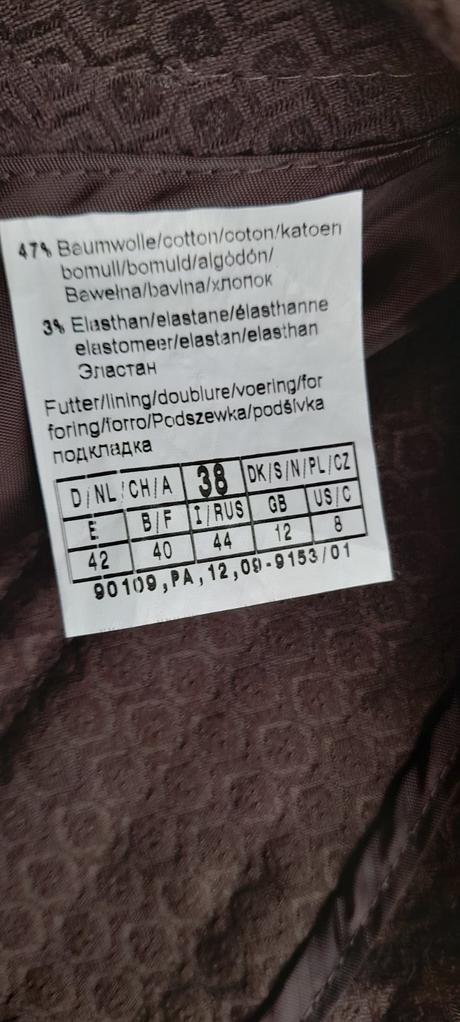 47% Baumwolle/cotton/coton/katoen
bomull/bomuld/algódón/
Bawełna/bavlna/хлопок
3% Elasthan/elastane/élasthanne
elastomeer/elastan/elasthan
Эластан
Futter/lining/doublure/voering/for
foring/forro/Podszewka/podšívka
подкладка
D/NL/CH/A 38 DK/S/N/PL/CZ
E B/F I/RUS GB US/C
42 40 44 12 8
90109,PA,12,09-9153/01